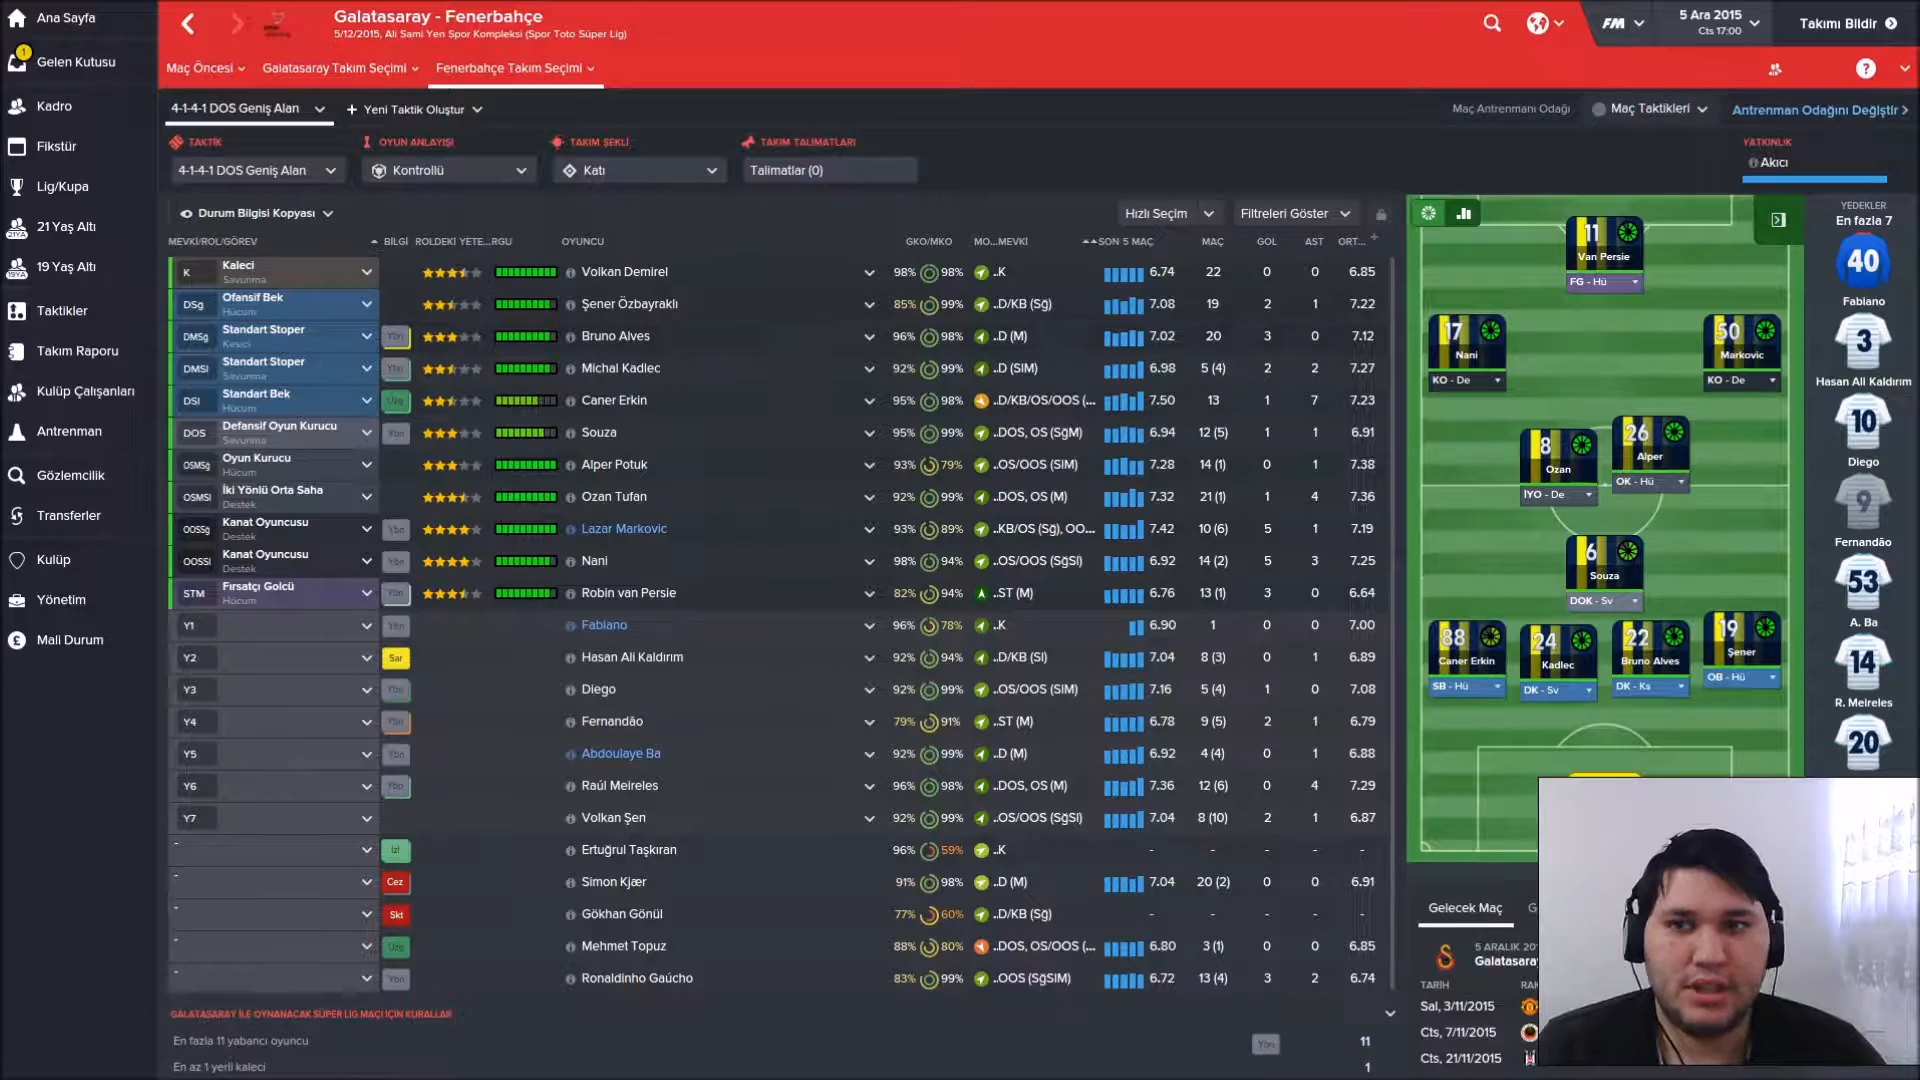 Ana Sayfa
1
Gelen Kutusu
Kadro
Fikstür
Lig/Kupa
21 Yaş Altı
19 Yaş Altı
Taktikler
Takım Raporu
Kulüp Çalışanları
Antrenman
Gözlemcilik
Transferler
Kulüp
Yönetim
Mali Durum
Galatasaray - Fenerbahçe
5/12/2015, Ali Sami Yen Spor Kompleksi (Spor Toto Süper Lig)
FM
5 Ara 2015
Cts 17:00
Takımı Bildir
Maç Öncesi
Galatasaray Takım Seçimi
Fenerbahçe Takım Seçimi
?
4-1-4-1 DOS Geniş Alan
+ Yeni Taktik Oluştur
Maç Antrenmanı Odağı
Maç Taktikleri
Antrenman Odağını Değiştir >
TAKTİK
OYUN ANLAYIŞI
TAKIM ŞEKLİ
TAKIM TALİMATLARI
YATKINLIK
4-1-4-1 DOS Geniş Alan
Kontrollü
Katı
Talimatlar (0)
Akıcı
Durum Bilgisi Kopyası
Hızlı Seçim
Filtreleri Göster
MEVKİ/ROL/GÖREV BİLGİ ROLDEKİ YETE...RGU OYUNCU GKO/MKO MO...MEVKİ SON 5 MAÇ MAÇ GOL AST ORT...
K Kaleci Savunma Volkan Demirel 98% 98% ..K 6.74 22 0 0 6.85
DSğ Ofansif Bek Hücum Şener Özbayraklı 85% 99% ..D/KB (Sğ) 7.08 19 2 1 7.22
DMSğ Standart Stoper Kesici Ybn Bruno Alves 96% 98% ..D (M) 7.02 20 3 0 7.12
DMSl Standart Stoper Savunma Ybn Michal Kadlec 92% 99% ..D (SlM) 6.98 5 (4) 2 2 7.27
DSl Standart Bek Hücum Uzg Caner Erkin 95% 98% ..D/KB/OS/OOS (... 7.50 13 1 7 7.23
DOS Defansif Oyun Kurucu Savunma Ybn Souza 95% 99% ..DOS, OS (SğM) 6.94 12 (5) 1 1 6.91
OSMSğ Oyun Kurucu Hücum Alper Potuk 93% 79% ..OS/OOS (SlM) 7.28 14 (1) 0 1 7.38
OSMSl İki Yönlü Orta Saha Destek Ozan Tufan 92% 99% ..DOS, OS (M) 7.32 21 (1) 1 4 7.36
OOSSğ Kanat Oyuncusu Destek Ybn Lazar Markovic 93% 89% ..KB/OS (Sğ), OO... 7.42 10 (6) 5 1 7.19
OOSSl Kanat Oyuncusu Destek Ybn Nani 98% 94% ..OS/OOS (SğSl) 6.92 14 (2) 5 3 7.25
STM Fırsatçı Golcü Hücum Ybn Robin van Persie 82% 94% ..ST (M) 6.76 13 (1) 3 0 6.64
Y1 Ybn Fabiano 96% 78% ..K 6.90 1 0 0 7.00
Y2 Sar Hasan Ali Kaldırım 92% 94% ..D/KB (Sl) 7.04 8 (3) 0 1 6.89
Y3 Ybn Diego 92% 99% ..OS/OOS (SlM) 7.16 5 (4) 1 0 7.08
Y4 Ybn Fernandão 79% 91% ..ST (M) 6.78 9 (5) 2 1 6.79
Y5 Ybn Abdoulaye Ba 92% 99% ..D (M) 6.92 4 (4) 0 1 6.88
Y6 Ybn Raúl Meireles 96% 98% ..DOS, OS (M) 7.36 12 (6) 0 4 7.29
Y7 Volkan Şen 92% 99% ..OS/OOS (SğSl) 7.04 8 (10) 2 1 6.87
- İzl Ertuğrul Taşkıran 96% 59% ..K - - - - -
- Cez Simon Kjær 91% 98% ..D (M) 7.04 20 (2) 0 0 6.91
- Skt Gökhan Gönül 77% 60% ..D/KB (Sğ) - - - - -
- Uzg Mehmet Topuz 88% 80% ..DOS, OS/OOS (... 6.80 3 (1) 0 0 6.85
- Ybn Ronaldinho Gaúcho 83% 99% ..OOS (SğSlM) 6.72 13 (4) 3 2 6.74
GALATASARAY İLE OYNANACAK SÜPER LİG MAÇI İÇİN KURALLAR
En fazla 11 yabancı oyuncu Ybn 11
En az 1 yerli kaleci 1
11
Van Persie
FG - Hü
17
Nani
KO - De
50
Markovic
KO - De
8
Ozan
İYO - De
26
Alper
OK - Hü
6
Souza
DOK - Sv
88
Caner Erkin
SB - Hü
24
Kadlec
DK - Sv
22
Bruno Alves
DK - Ks
19
Şener
OB - Hü
YEDEKLER
En fazla 7
40
Fabiano
3
Hasan Ali Kaldırım
10
Diego
9
Fernandão
53
A. Ba
14
R. Meireles
20
Gelecek Maç
G
5 ARALIK 20
Galatasaray
TARİH RAK
Sal, 3/11/2015
Cts, 7/11/2015
Cts, 21/11/2015